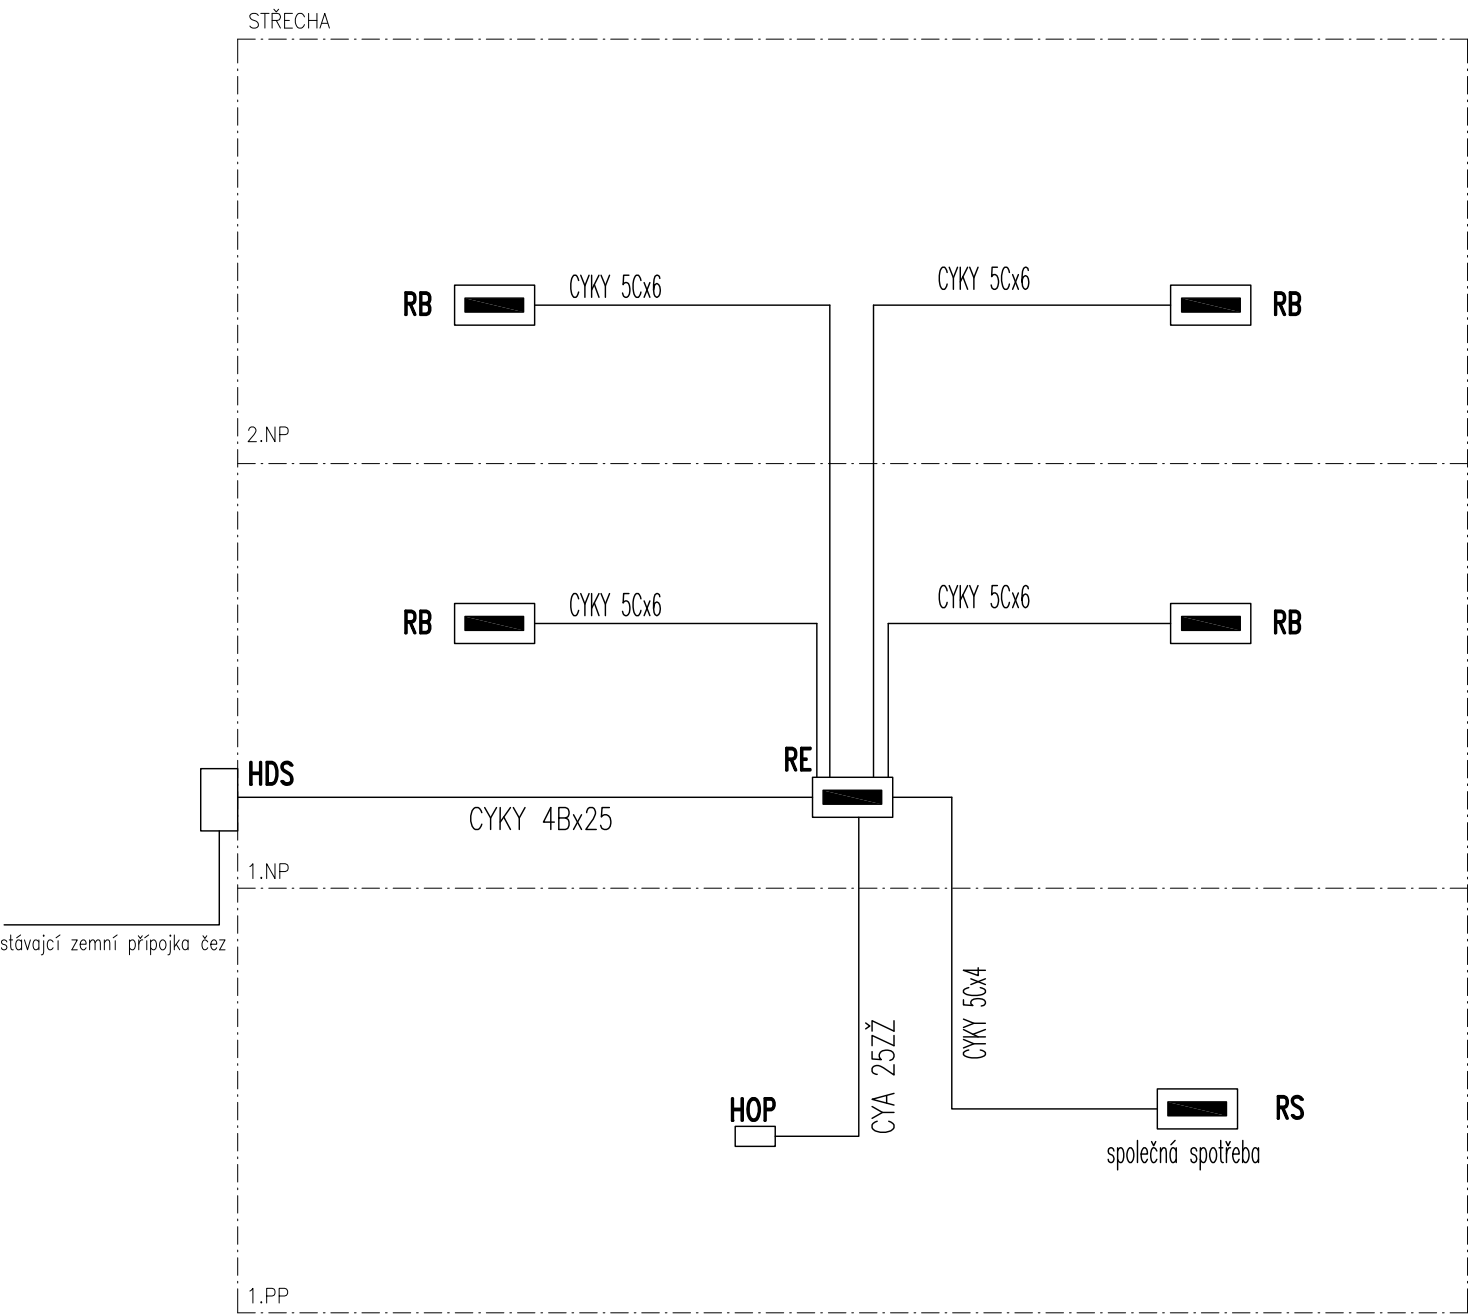 STŘECHA
RB
CYKY 5Cx6
CYKY 5Cx6
RB
2.NP
RB
CYKY 5Cx6
CYKY 5Cx6
RB
HDS
RE
CYKY 4Bx25
1.NP
stávajcí zemní přípojka čez
CYA 25ZŽ
CYKY 5Cx4
HOP
RS
společná spotřeba
1.PP